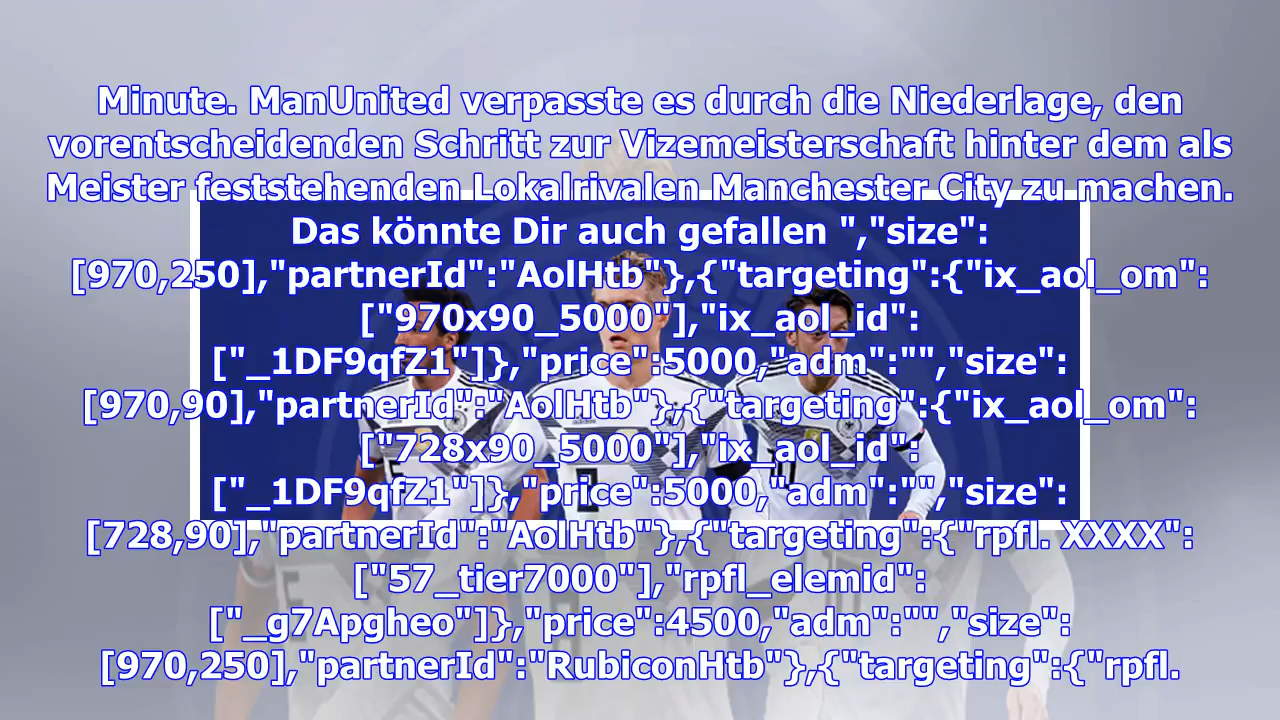 Minute. ManUnited verpasste es durch die Niederlage, den
vorentscheidenden Schritt zur Vizemeisterschaft hinter dem als
Meister feststehenden Lokalrivalen Manchester City zu machen.
Das könnte Dir auch gefallen ","size":
[970,250],"partnerId":"AolHtb"},{"targeting":{"ix_aol_om":
["970x90_5000"],"ix_aol_id":
["_1DF9qfZ1"]},"price":5000,"adm":"","size":
[970,90],"partnerId":"AolHtb"},{"targeting":{"ix_aol_om":
["728x90_5000"],"ix_aol_id":
["_1DF9qfZ1"]},"price":5000,"adm":"","size":
[728,90],"partnerId":"AolHtb"},{"targeting":{"rpfl. XXXX":
["57_tier7000"],"rpfl_elemid":
["_g7Apgheo"]},"price":4500,"adm":"","size":
[970,250],"partnerId":"RubiconHtb"},{"targeting":{"rpfl.